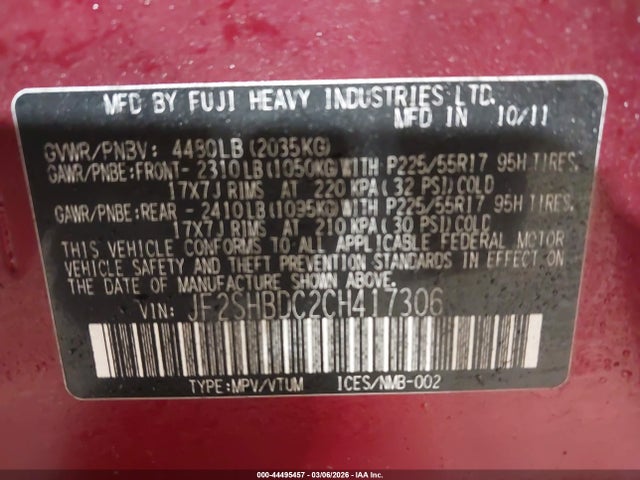 MFD BY FUJI HEAVY INDUSTRIES LTD.
MFD IN 10/11
GVWR/PNBV: 4480LB (2035KG)
GAWR/PNBE:FRONT- 2310LB(1050KG)WITH P225/55R17 95H TIRES,
17X7J RIMS AT 220 KPA(32 PSI)COLD
GAWR/PNBE:REAR - 2410LB(1095KG)WITH P225/55R17 95H TIRES,
17X7J RIMS AT 210 KPA(30 PSI)COLD
THIS VEHICLE CONFORMS TO ALL APPLICABLE FEDERAL MOTOR
VEHICLE SAFETY AND THEFT PREVENTION STANDARDS IN EFFECT ON
THE DATE OF MANUFACTURE SHOWN ABOVE.
VIN: JF2SHBDC2CH417306
TYPE:MPV/VTUM ICES/NMB-002
000-44495457 | 03/06/2026 | IAA Inc.